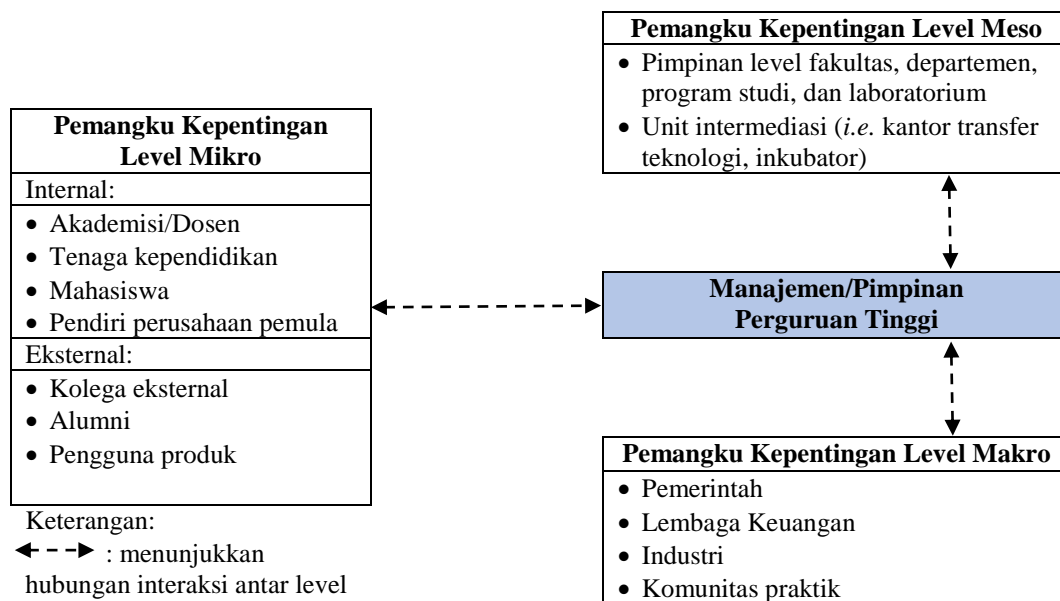 Pemangku Kepentingan Level Meso
• Pimpinan level fakultas, departemen,
program studi, dan laboratorium
• Unit intermediasi (i.e. kantor transfer
teknologi, inkubator)
Pemangku Kepentingan
Level Mikro
Internal:
• Akademisi/Dosen
• Tenaga kependidikan
• Mahasiswa
• Pendiri perusahaan pemula
Eksternal:
• Kolega eksternal
• Alumni
• Pengguna produk
Manajemen/Pimpinan
Perguruan Tinggi
Pemangku Kepentingan Level Makro
• Pemerintah
• Lembaga Keuangan
• Industri
• Komunitas praktik
Keterangan:
: menunjukkan
hubungan interaksi antar level